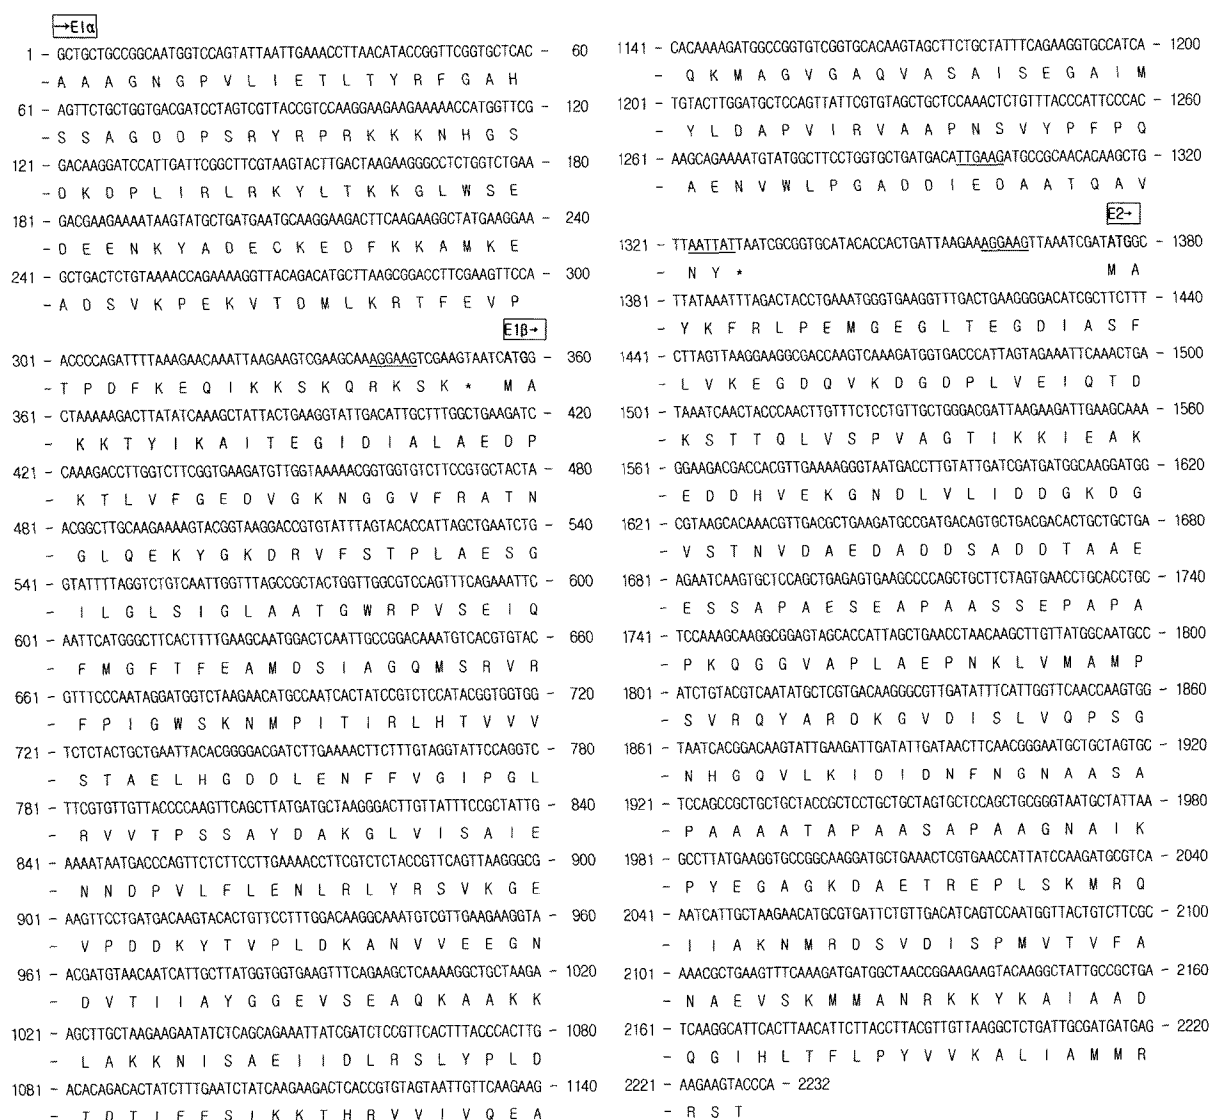 →E1α
1 - GCTGCTGCCGGCAATGGTCCAGTATTAATTGAAACCTTAACATACCGGTTCGGTGCTCAC - 60
- A A A G N G P V L I E T L T Y R F G A H
61 - AGTTCTGCTGGTGACGATCCTAGTCGTTACCGTCCAAGGAAGAAGAAAAACCATGGTTCG - 120
- S S A G D D P S R Y R P R K K K N H G S
121 - GACAAGGATCCATTGATTCGGCTTCGTAAGTACTTGACTAAGAAGGGCCTCTGGTCTGAA - 180
- D K D P L I R L R K Y L T K K G L W S E
181 - GACGAAGAAAATAAGTATGCTGATGAATGCAAGGAAGACTTCAAGAAGGCTATGAAGGAA - 240
- D E E N K Y A D E C K E D F K K A M K E
241 - GCTGACTCTGTAAAACCAGAAAAGGTTACAGACATGCTTAAGCGGACCTTCGAAGTTCCA - 300
- A D S V K P E K V T D M L K R T F E V P
E1β→
301 - ACCCCAGATTTTAAAGAACAAATTAAGAAGTCGAAGCAAAGGAAGTCGAAGTAATCATGG - 360
- T P D F K E Q I K K S K Q R K S K * M A
361 - CTAAAAAGACTTATATCAAAGCTATTACTGAAGGTATTGACATTGCTTTGGCTGAAGATC - 420
- K K T Y I K A I T E G I D I A L A E D P
421 - CAAAGACCTTGGTCTTCGGTGAAGATGTTGGTAAAAACGGTGGTGTCTTCCGTGCTACTA - 480
- K T L V F G E D V G K N G G V F R A T N
481 - ACGGCTTGCAAGAAAAGTACGGTAAGGACCGTGTATTTAGTACACCATTAGCTGAATCTG - 540
- G L Q E K Y G K D R V F S T P L A E S G
541 - GTATTTTAGGTCTGTCAATTGGTTTAGCCGCTACTGGTTGGCGTCCAGTTTCAGAAATTC - 600
- I L G L S I G L A A T G W R P V S E I Q
601 - AATTCATGGGCTTCACTTTTGAAGCAATGGACTCAATTGCCGGACAAATGTCACGTGTAC - 660
- F M G F T F E A M D S I A G Q M S R V R
661 - GTTTCCCAATAGGATGGTCTAAGAACATGCCAATCACTATCCGTCTCCATACGGTGGTGG - 720
- F P I G W S K N M P I T I R L H T V V V
721 - TCTCTACTGCTGAATTACACGGGGACGATCTTGAAAACTTCTTTGTAGGTATTCCAGGTC - 780
- S T A E L H G D D L E N F F V G I P G L
781 - TTCGTGTTGTTACCCCAAGTTCAGCTTATGATGCTAAGGGACTTGTTATTTCCGCTATTG - 840
- R V V T P S S A Y D A K G L V I S A I E
841 - AAAATAATGACCCAGTTCTCTTCCTTGAAAACCTTCGTCTCTACCGTTCAGTTAAGGGCG - 900
- N N D P V L F L E N L R L Y R S V K G E
901 - AAGTTCCTGATGACAAGTACACTGTTCCTTTGGACAAGGCAAATGTCGTTGAAGAAGGTA - 960
- V P D D K Y T V P L D K A N V V E E G N
961 - ACGATGTAACAATCATTGCTTATGGTGGTGAAGTTTCAGAAGCTCAAAAGGCTGCTAAGA - 1020
- D V T I I A Y G G E V S E A Q K A A K K
1021 - AGCTTGCTAAGAAGAATATCTCAGCAGAAATTATCGATCTCCGTTCACTTTACCCACTTG - 1080
- L A K K N I S A E I I D L R S L Y P L D
1081 - ACACAGACACTATCTTTGAATCTATCAAGAAGACTCACCGTGTAGTAATTGTTCAAGAAG - 1140
- T D T I F E S I K K T H R V V I V Q E A
1141 - CACAAAAGATGGCCGGTGTCGGTGCACAAGTAGCTTCTGCTATTTCAGAAGGTGCCATCA - 1200
- Q K M A G V G A Q V A S A I S E G A I M
1201 - TGTACTTGGATGCTCCAGTTATTCGTGTAGCTGCTCCAAACTCTGTTTACCCATTCCCAC - 1260
- Y L D A P V I R V A A P N S V Y P F P Q
1261 - AAGCAGAAAATGTATGGCTTCCTGGTGCTGATGACATTGAAGATGCCGCAACACAAGCTG - 1320
- A E N V W L P G A D D I E D A A T Q A V
E2→
1321 - TTAATTATTAATCGCGGTGCATACACCACTGATTAAGAAAGGAAGTTAAATCGATATGGC - 1380
- N Y * M A
1381 - TTATAAATTTAGACTACCTGAAATGGGTGAAGGTTTGACTGAAGGGGACATCGCTTCTTT - 1440
- Y K F R L P E M G E G L T E G D I A S F
1441 - CTTAGTTAAGGAAGGCGACCAAGTCAAAGATGGTGACCCATTAGTAGAAATTCAAACTGA - 1500
- L V K E G D Q V K D G D P L V E I Q T D
1501 - TAAATCAACTACCCAACTTGTTTCTCCTGTTGCTGGGACGATTAAGAAGATTGAAGCAAA - 1560
- K S T T Q L V S P V A G T I K K I E A K
1561 - GGAAGACGACCACGTTGAAAAGGGTAATGACCTTGTATTGATCGATGATGGCAAGGATGG - 1620
- E D D H V E K G N D L V L I D D G K D G
1621 - CGTAAGCACAAACGTTGACGCTGAAGATGCCGATGACAGTGCTGACGACACTGCTGCTGA - 1680
- V S T N V D A E D A D D S A D D T A A E
1681 - AGAATCAAGTGCTCCAGCTGAGAGTGAAGCCCCAGCTGCTTCTAGTGAACCTGCACCTGC - 1740
- E S S A P A E S E A P A A S S E P A P A
1741 - TCCAAAGCAAGGCGGAGTAGCACCATTAGCTGAACCTAACAAGCTTGTTATGGCAATGCC - 1800
- P K Q G G V A P L A E P N K L V M A M P
1801 - ATCTGTACGTCAATATGCTCGTGACAAGGGCGTTGATATTTCATTGGTTCAACCAAGTGG - 1860
- S V R Q Y A R D K G V D I S L V Q P S G
1861 - TAATCACGGACAAGTATTGAAGATTGATATTGATAACTTCAACGGGAATGCTGCTAGTGC - 1920
- N H G Q V L K I D I D N F N G N A A S A
1921 - TCCAGCCGCTGCTGCTACCGCTCCTGCTGCTAGTGCTCCAGCTGCGGGTAATGCTATTAA - 1980
- P A A A A T A P A A S A P A A G N A I K
1981 - GCCTTATGAAGGTGCCGGCAAGGATGCTGAAACTCGTGAACCATTATCCAAGATGCGTCA - 2040
- P Y E G A G K D A E T R E P L S K M R Q
2041 - AATCATTGCTAAGAACATGCGTGATTCTGTTGACATCAGTCCAATGGTTACTGTCTTCGC - 2100
- I I A K N M R D S V D I S P M V T V F A
2101 - AAACGCTGAAGTTTCAAAGATGATGGCTAACCGGAAGAAGTACAAGGCTATTGCCGCTGA - 2160
- N A E V S K M M A N R K K Y K A I A A D
2161 - TCAAGGCATTCACTTAACATTCTTACCTTACGTTGTTAAGGCTCTGATTGCGATGATGAG - 2220
- Q G I H L T F L P Y V V K A L I A M M R
2221 - AAGAAGTACCCA - 2232
- R S T